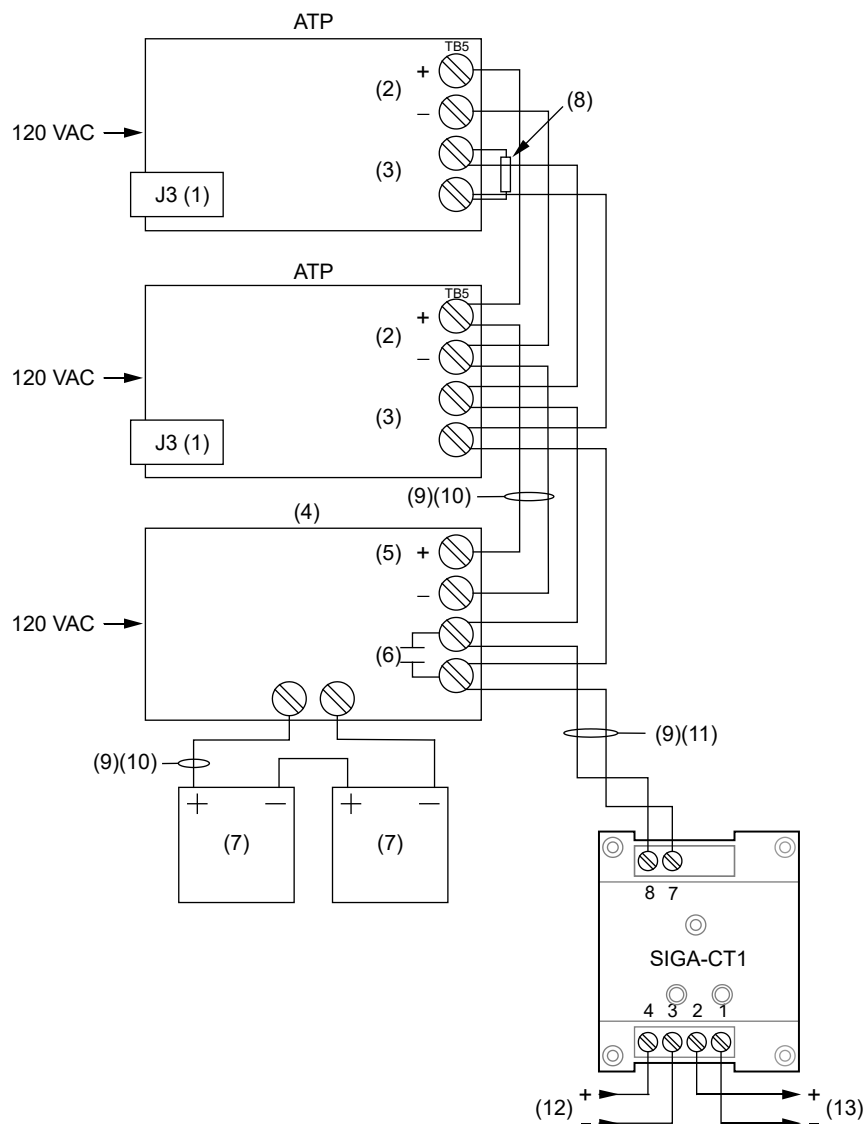 ATP
TB5
+
(2)
(8)
–
120 VAC
(3)
J3 (1)
ATP
TB5
+
(2)
–
120 VAC
(3)
J3 (1)
(9)(10)
(4)
(5) +
–
120 VAC
(6)
(9)(10)
(9)(11)
+ – + –
(7) (7)
8 7
SIGA-CT1
4 3 2 1
(12) + + (13)
– –